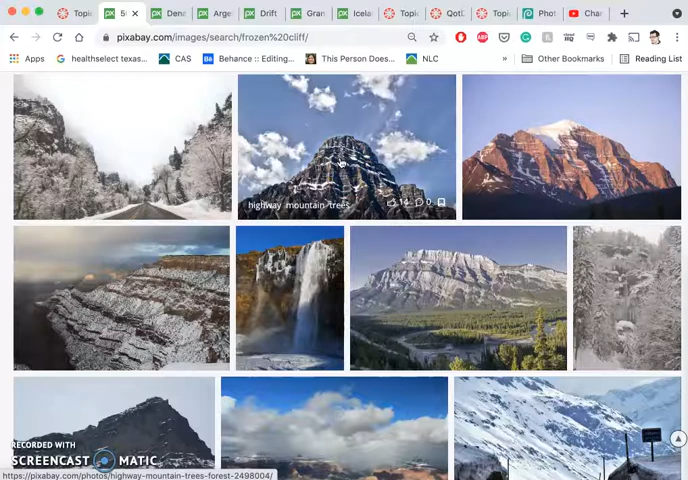 Topic
Dena
Arge
Drift
Gran
Icela
Topic
QotD
Topic
Phot
Char
pixabay.com/images/search/frozen%20cliff/
Apps
healthselect texas...
CAS
Behance :: Editing...
This Person Does...
NLC
»
Other Bookmarks
Reading List
highway mountain trees
14
0
RECORDED WITH
SCREENCAST MATIC
https://pixabay.com/photos/highway-mountain-trees-forest-2498004/